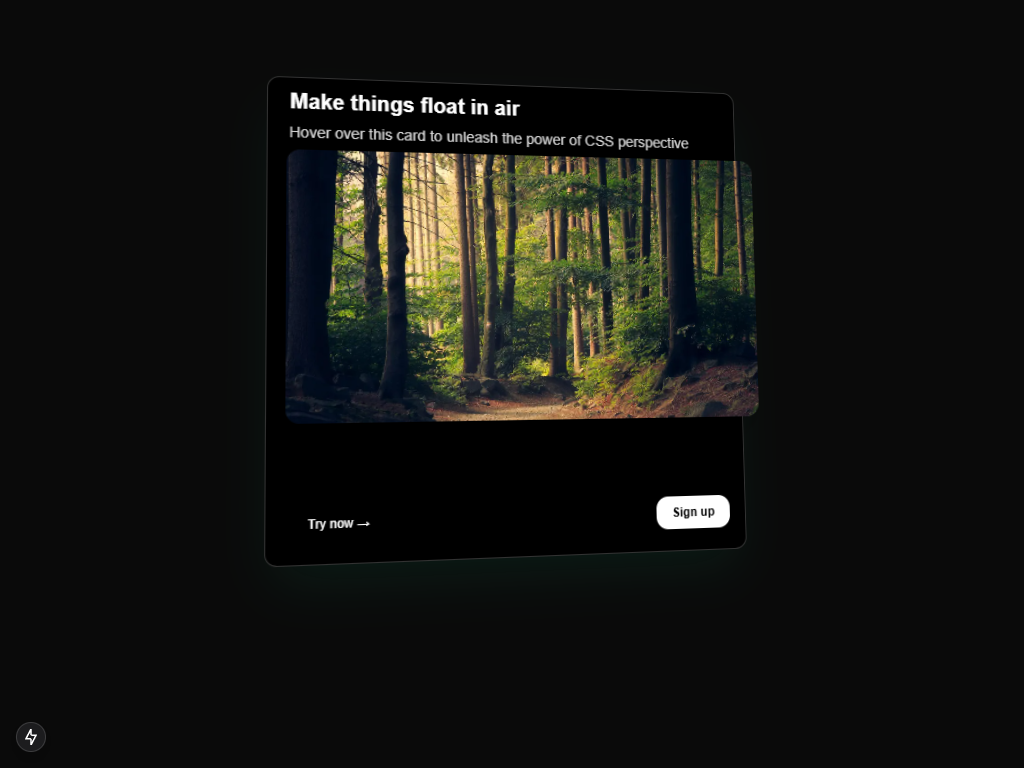 Make things float in air
Hover over this card to unleash the power of CSS perspective
Try now →
Sign up